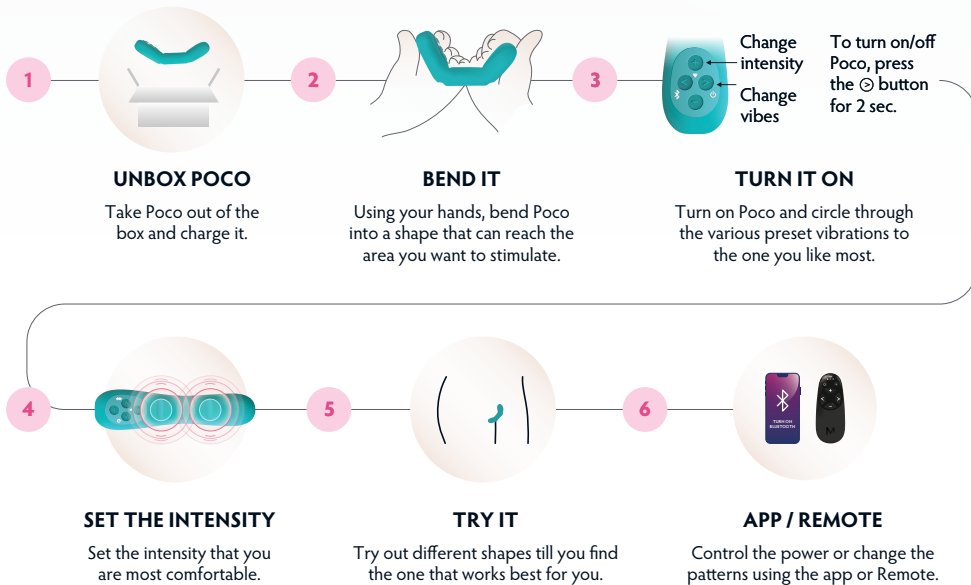 1
2
3
Change
intensity
Change
vibes
To turn on/off
Poco, press
the button
for 2 sec.
UNBOX POCO
Take Poco out of the
box and charge it.
BEND IT
Using your hands, bend Poco
into a shape that can reach the
area you want to stimulate.
TURN IT ON
Turn on Poco and circle through
the various preset vibrations to
the one you like most.
4
5
6
TURN ON
BLUETOOTH
M
SET THE INTENSITY
Set the intensity that you
are most comfortable.
TRY IT
Try out different shapes till you find
the one that works best for you.
APP / REMOTE
Control the power or change the
patterns using the app or Remote.